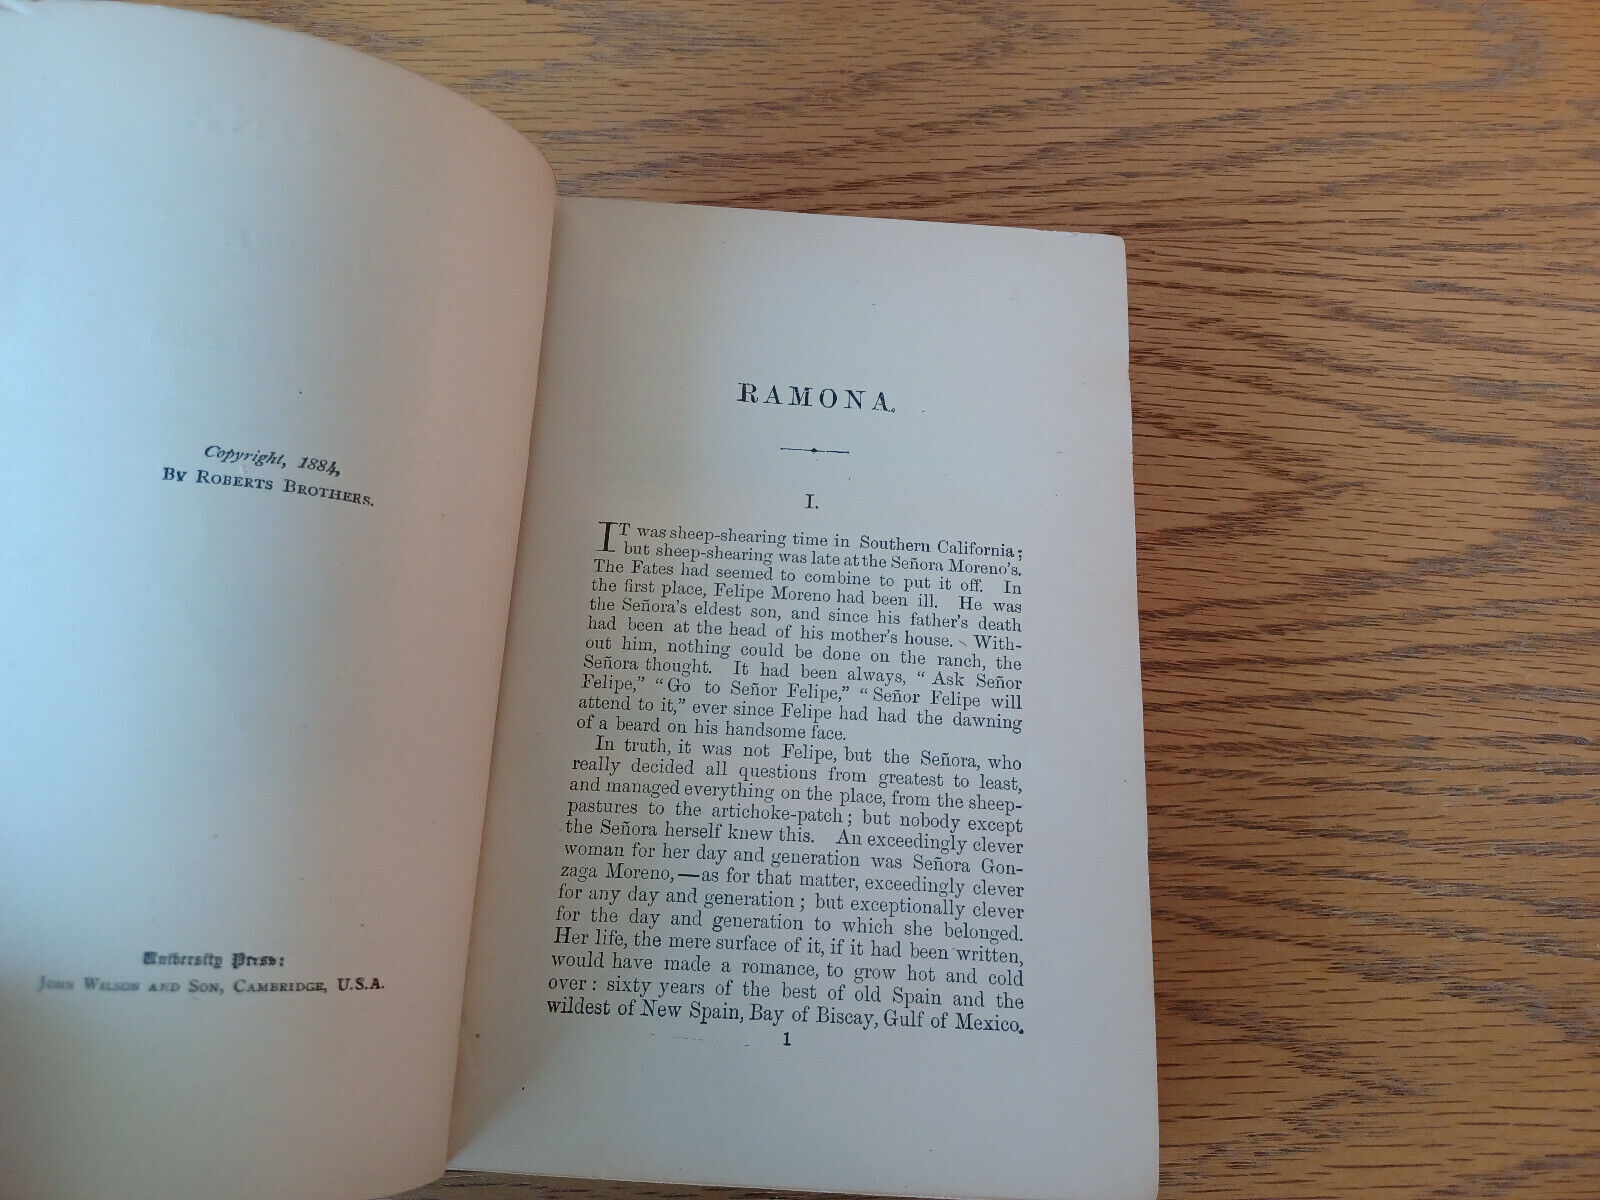 Copyright, 1884,
By Roberts Brothers.
University Press:
John Wilson and Son, Cambridge, U.S.A.
RAMONA.
I.
IT was sheep-shearing time in Southern California;
but sheep-shearing was late at the Señora Moreno's.
The Fates had seemed to combine to put it off. In
the first place, Felipe Moreno had been ill. He was
the Señora's eldest son, and since his father's death
had been at the head of his mother's house. With-
out him, nothing could be done on the ranch, the
Señora thought. It had been always, "Ask Señor
Felipe," "Go to Señor Felipe," "Señor Felipe will
attend to it," ever since Felipe had had the dawning
of a beard on his handsome face.
In truth, it was not Felipe, but the Señora, who
really decided all questions from greatest to least,
and managed everything on the place, from the sheep-
pastures to the artichoke-patch; but nobody except
the Señora herself knew this. An exceedingly clever
woman for her day and generation was Señora Gon-
zaga Moreno,—as for that matter, exceedingly clever
for any day and generation; but exceptionally clever
for the day and generation to which she belonged.
Her life, the mere surface of it, if it had been written,
would have made a romance, to grow hot and cold
over: sixty years of the best of old Spain and the
wildest of New Spain, Bay of Biscay, Gulf of Mexico.
1